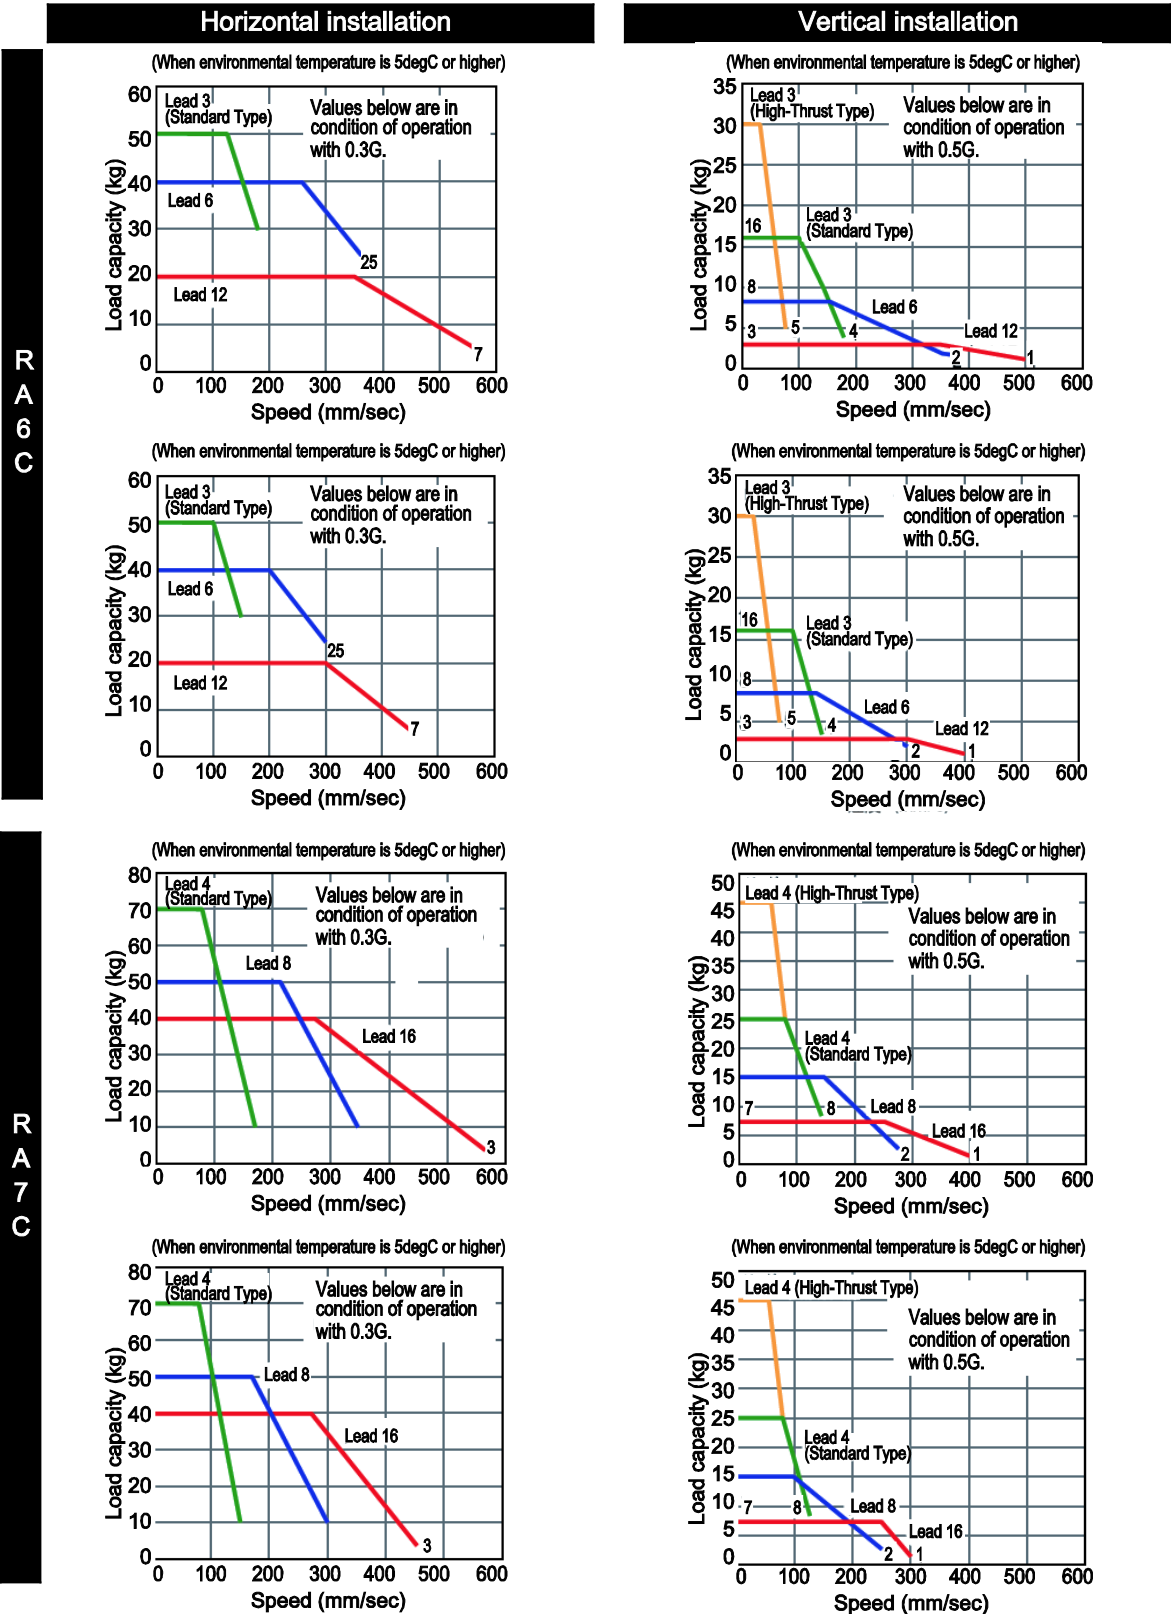 Horizontal installation
Vertical installation
RA6C
(When environmental temperature is 5degC or higher)
60
50
40
30
20
10
0
Load capacity (kg)
Lead 3
(Standard Type)
Values below are in
condition of operation
with 0.3G.
Lead 6
25
Lead 12
7
0 100 200 300 400 500 600
Speed (mm/sec)
(When environmental temperature is 5degC or higher)
35
30
25
20
15
10
5
0
Load capacity (kg)
Lead 3
(High-Thrust Type)
Values below are in
condition of operation
with 0.5G.
16
Lead 3
(Standard Type)
8
Lead 6
3
5
4
Lead 12
2
1
0 100 200 300 400 500 600
Speed (mm/sec)
(When environmental temperature is 5degC or higher)
60
50
40
30
20
10
0
Load capacity (kg)
Lead 3
(Standard Type)
Values below are in
condition of operation
with 0.3G.
Lead 6
25
Lead 12
7
0 100 200 300 400 500 600
Speed (mm/sec)
(When environmental temperature is 5degC or higher)
35
30
25
20
15
10
5
0
Load capacity (kg)
Lead 3
(High-Thrust Type)
Values below are in
condition of operation
with 0.5G.
16
Lead 3
(Standard Type)
8
Lead 6
3
5
4
Lead 12
2
1
0 100 200 300 400 500 600
Speed (mm/sec)
RA7C
(When environmental temperature is 5degC or higher)
80
70
60
50
40
30
20
10
0
Load capacity (kg)
Lead 4
(Standard Type)
Values below are in
condition of operation
with 0.3G.
Lead 8
Lead 16
3
0 100 200 300 400 500 600
Speed (mm/sec)
(When environmental temperature is 5degC or higher)
50
45
40
35
30
25
20
15
10
5
0
Load capacity (kg)
Lead 4 (High-Thrust Type)
Values below are in
condition of operation
with 0.5G.
Lead 4
(Standard Type)
7
8
Lead 8
Lead 16
2
1
0 100 200 300 400 500 600
Speed (mm/sec)
(When environmental temperature is 5degC or higher)
80
70
60
50
40
30
20
10
0
Load capacity (kg)
Lead 4
(Standard Type)
Values below are in
condition of operation
with 0.3G.
Lead 8
Lead 16
3
0 100 200 300 400 500 600
Speed (mm/sec)
(When environmental temperature is 5degC or higher)
50
45
40
35
30
25
20
15
10
5
0
Load capacity (kg)
Lead 4 (High-Thrust Type)
Values below are in
condition of operation
with 0.5G.
Lead 4
(Standard Type)
7
8
Lead 8
Lead 16
2
1
0 100 200 300 400 500 600
Speed (mm/sec)